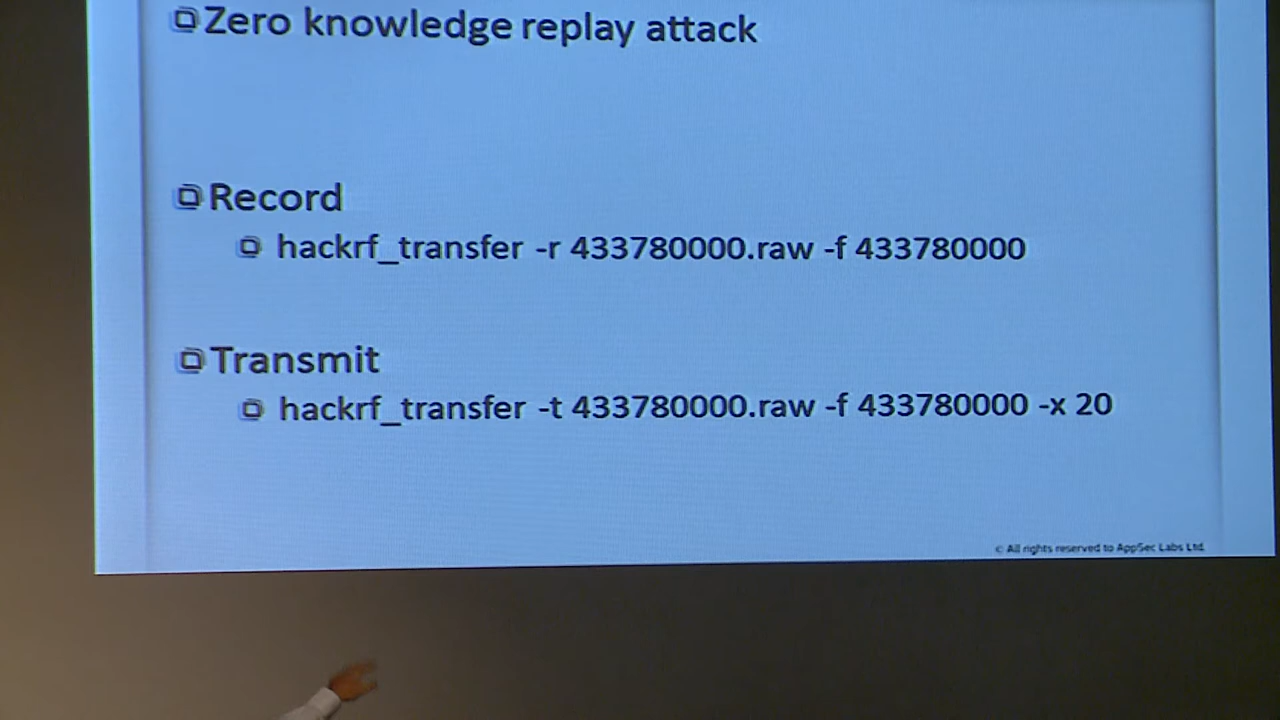 Zero knowledge replay attack
Record
hackrf_transfer -r 433780000.raw -f 433780000
Transmit
hackrf_transfer -t 433780000.raw -f 433780000 -x 20
© All rights reserved to AppSec Labs Ltd.